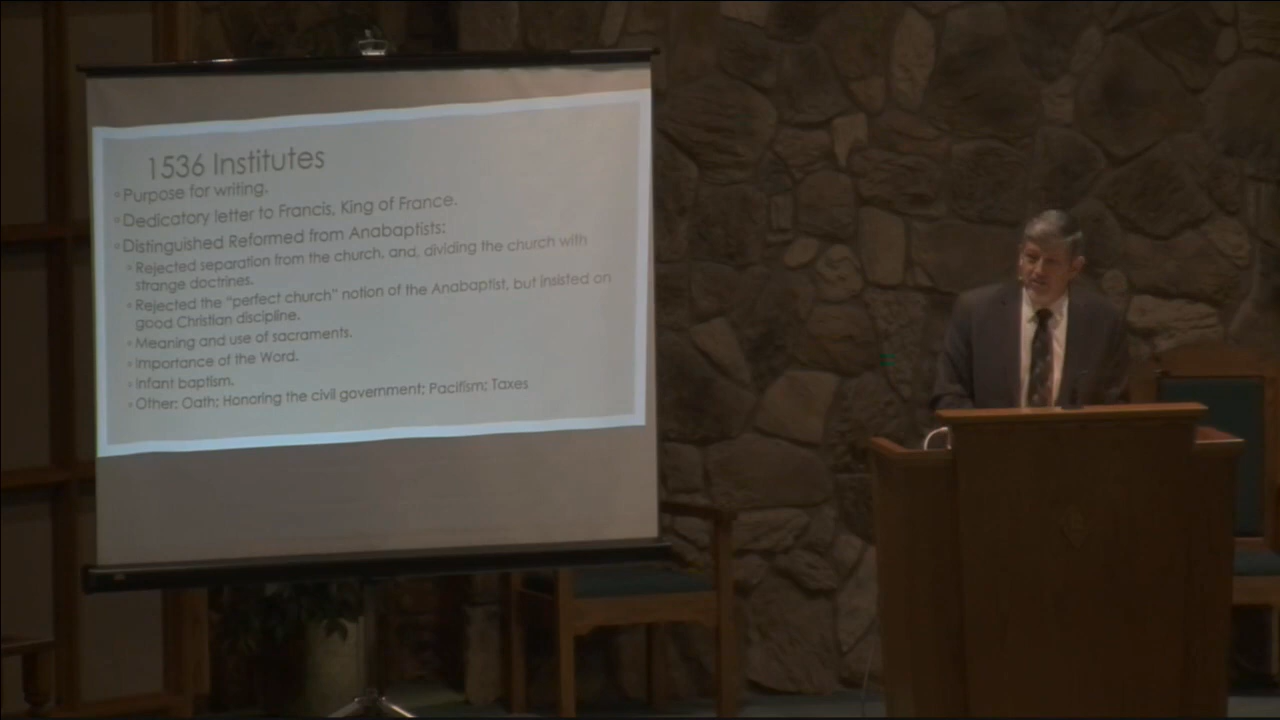 1536 Institutes
Purpose for writing.
Dedicatory letter to Francis, King of France.
Distinguished Reformed from Anabaptists:
Rejected separation from the church, and, dividing the church with
strange doctrines.
Rejected the “perfect church” notion of the Anabaptist, but insisted on
good Christian discipline.
Meaning and use of sacraments.
Importance of the Word.
Infant baptism.
Other: Oath; Honoring the civil government; Pacifism; Taxes